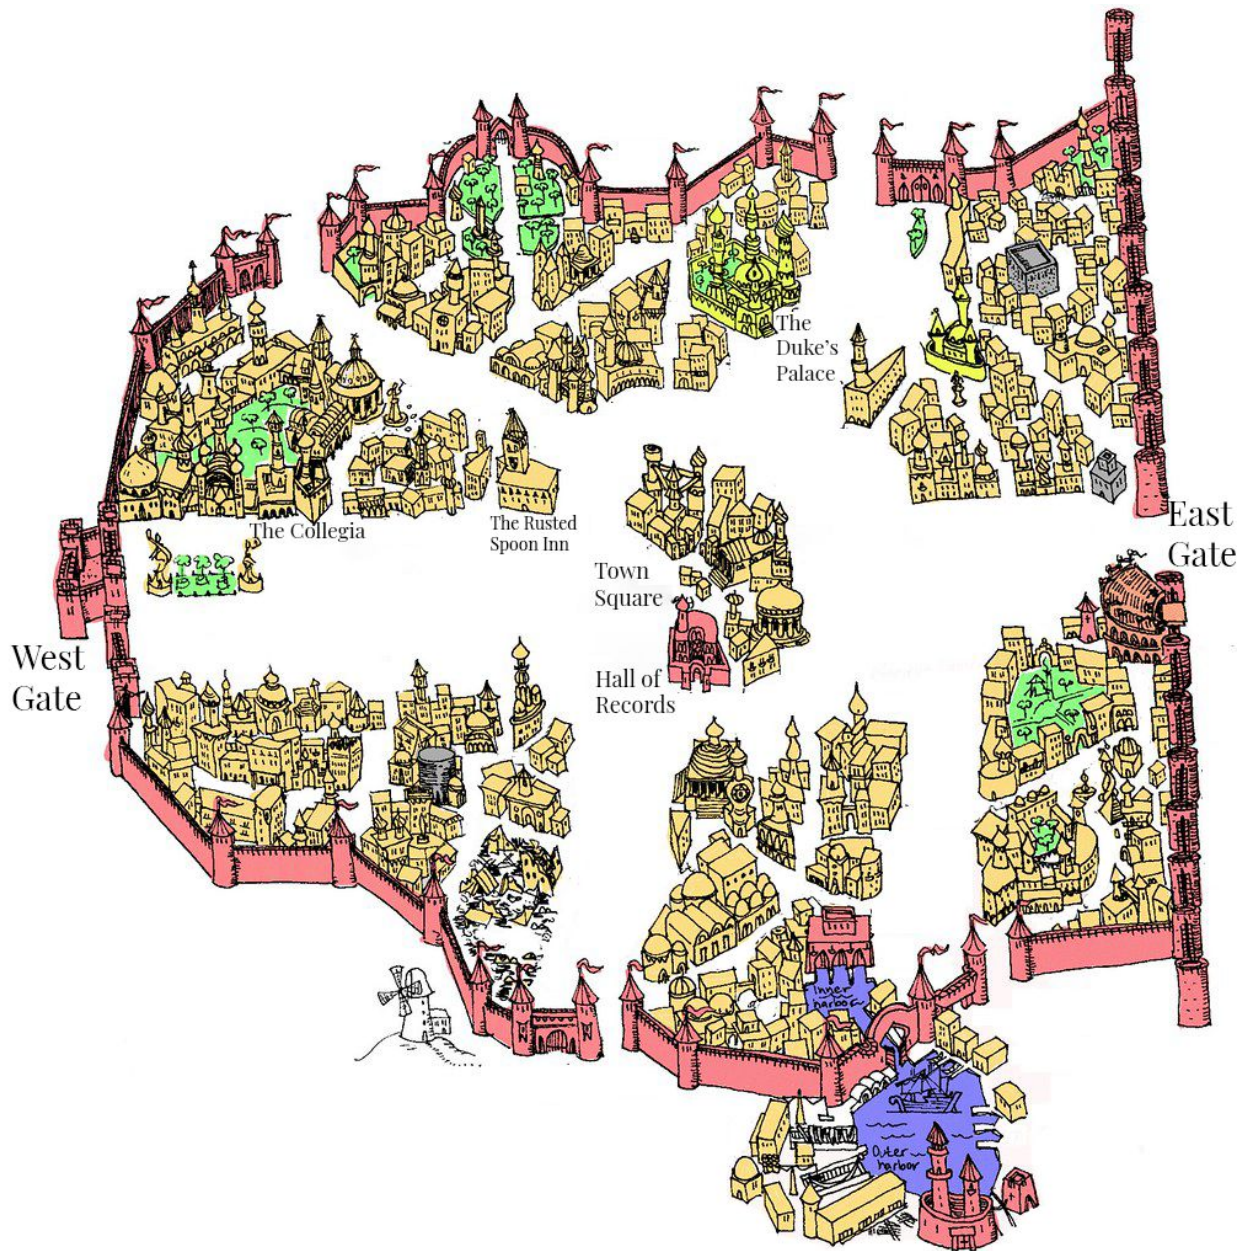 The
Duke's
Palace
The Collegia
The Rusted
Spoon Inn
East
Gate
Town
Square
West
Gate
Hall of
Records
Inner
harbor
Outer
harbor